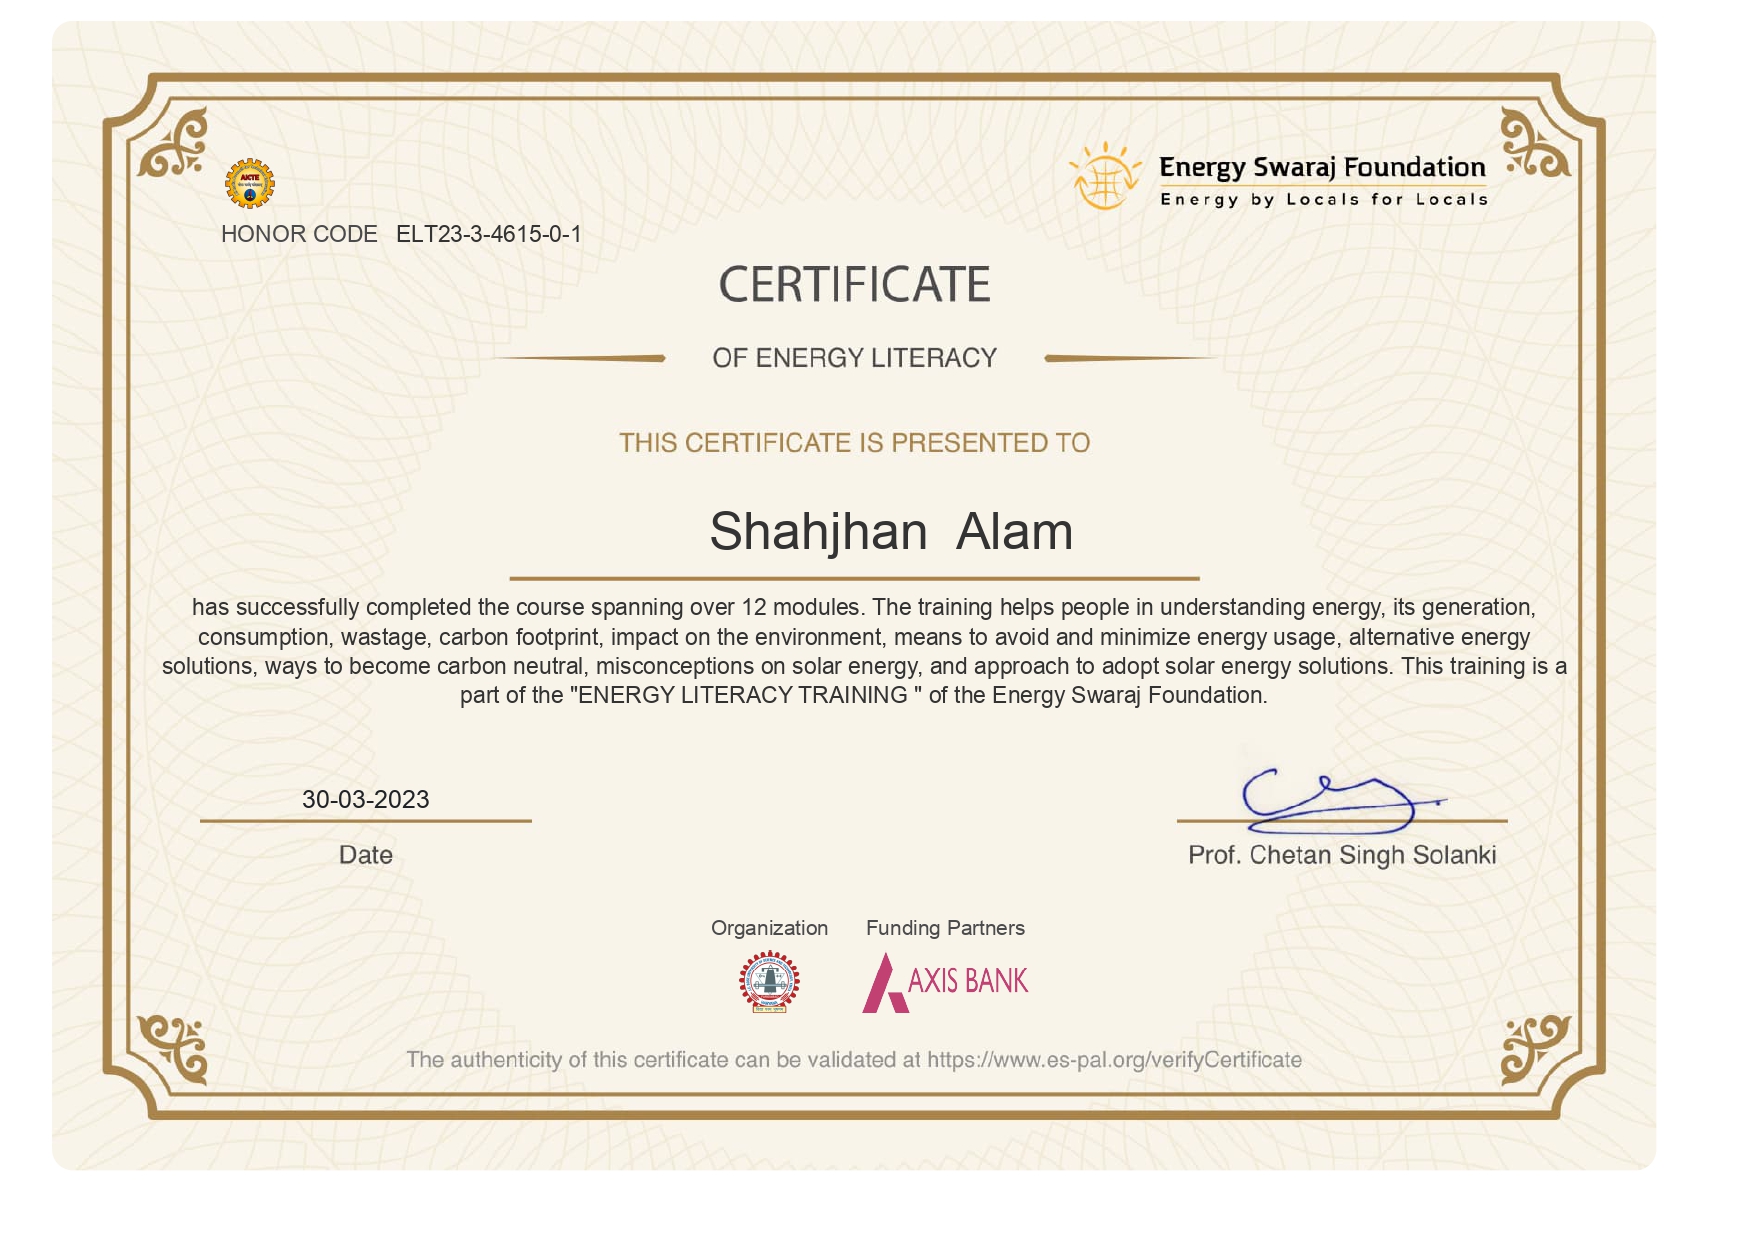 AICTE
Energy Swaraj Foundation
Energy by Locals for Locals
HONOR CODE ELT23-3-4615-0-1
CERTIFICATE
OF ENERGY LITERACY
THIS CERTIFICATE IS PRESENTED TO
Shahjhan Alam
has successfully completed the course spanning over 12 modules. The training helps people in understanding energy, its generation,
consumption, wastage, carbon footprint, impact on the environment, means to avoid and minimize energy usage, alternative energy
solutions, ways to become carbon neutral, misconceptions on solar energy, and approach to adopt solar energy solutions. This training is a
part of the "ENERGY LITERACY TRAINING " of the Energy Swaraj Foundation.
30-03-2023
Date
Prof. Chetan Singh Solanki
Organization Funding Partners
AXIS BANK
The authenticity of this certificate can be validated at https://www.es-pal.org/verifyCertificate